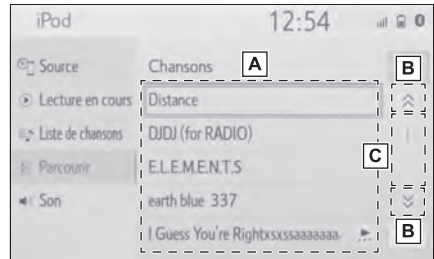 iPod 12:54
Source
Chansons
A
B
Lecture en cours
Distance
Liste de chansons
DJDJ (for RADIO)
C
Parcourir
E.L.E.M.E.N.T.S
Son
earth blue 337
B
I Guess You're Rightxsxssaaaaaaa